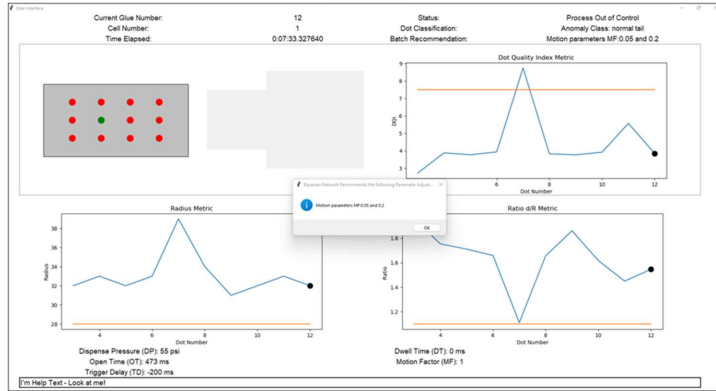 User Interface
Current Glue Number: 12 Status: Process Out of Control
Cell Number: 1 Dot Classification: Anomaly Class: normal tail
Time Elapsed: 0:07:33.327640 Batch Recommendation: Motion parameters MF:0.05 and 0.2
Dot Quality Index Metric
9
8
7
6
5
4
3
DQI
6 8 10 12
Dot Number
Bayesian Network Recommends the following Parameter Adjust...
Motion parameters MF:0.05 and 0.2
OK
Radius Metric
38
36
34
32
30
28
Radius
4 6 8 10 12
Dot Number
Ratio d/R Metric
1.8
1.6
1.4
1.2
Ratio
4 6 8 10 12
Dot Number
Dispense Pressure (DP): 55 psi
Open Time (OT): 473 ms
Trigger Delay (TD): -200 ms
Dwell Time (DT): 0 ms
Motion Factor (MF): 1
I'm Help Text - Look at me!